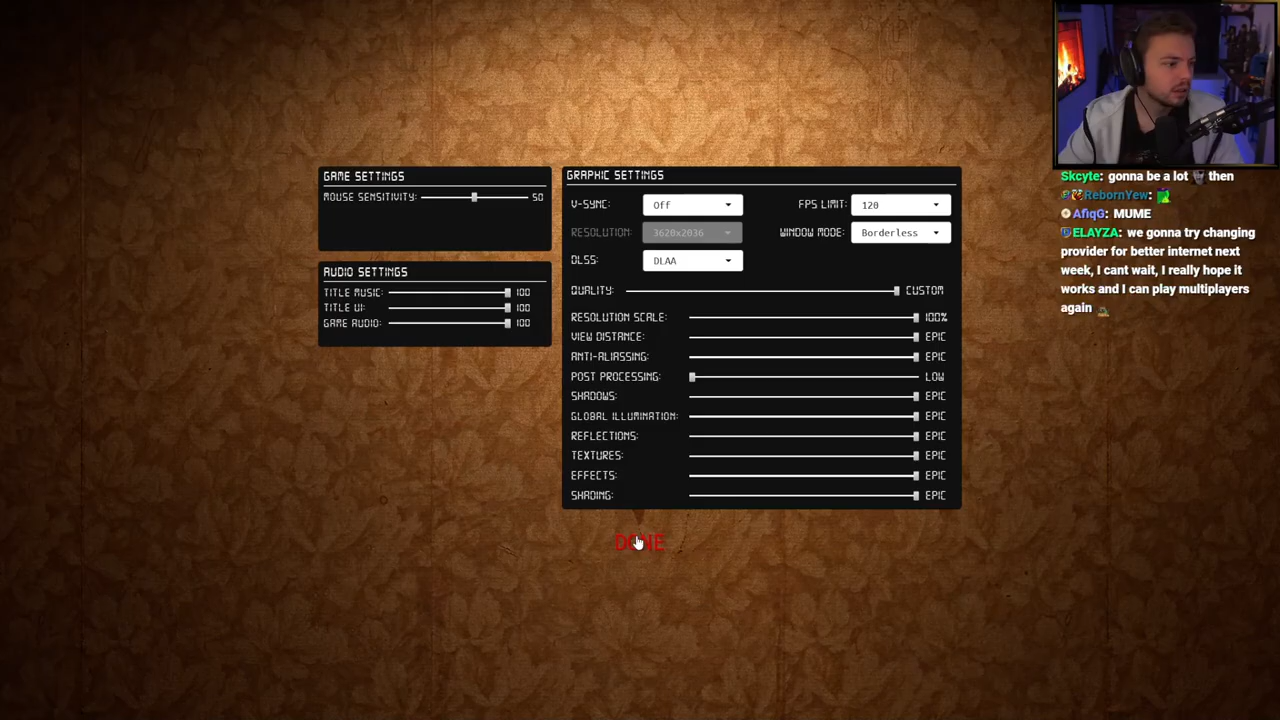 GAME SETTINGS
MOUSE SENSITIVITY: 50
AUDIO SETTINGS
TITLE MUSIC: 100
TITLE UI: 100
GAME AUDIO: 100
GRAPHIC SETTINGS
V-SYNC: Off FPS LIMIT: 120
RESOLUTION: 3620x2036 WINDOW MODE: Borderless
DLSS: DLAA
QUALITY: CUSTOM
RESOLUTION SCALE: 100%
VIEW DISTANCE: EPIC
ANTI-ALIASSING: EPIC
POST PROCESSING: LOW
SHADOWS: EPIC
GLOBAL ILLUMINATION: EPIC
REFLECTIONS: EPIC
TEXTURES: EPIC
EFFECTS: EPIC
SHADING: EPIC
DONE
Skcyte: gonna be a lot then
RebornYew:
AfiqG: MUME
ELAYZA: we gonna try changing
provider for better internet next
week, I cant wait, I really hope it
works and I can play multiplayers
again